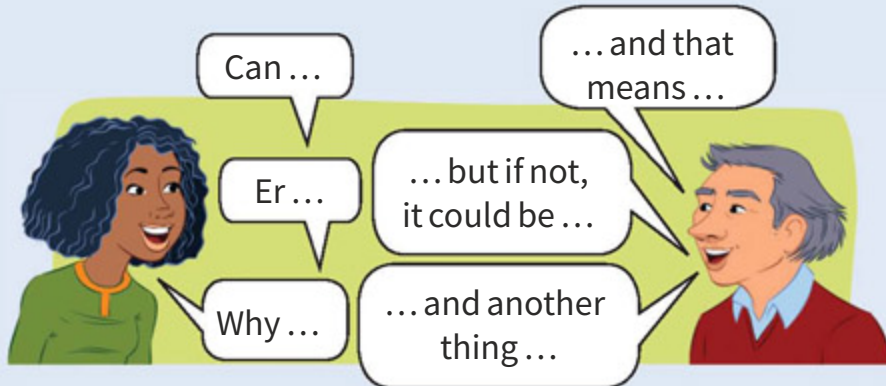 Can …
… and that
means …
Er …
… but if not,
it could be …
Why …
… and another
thing …